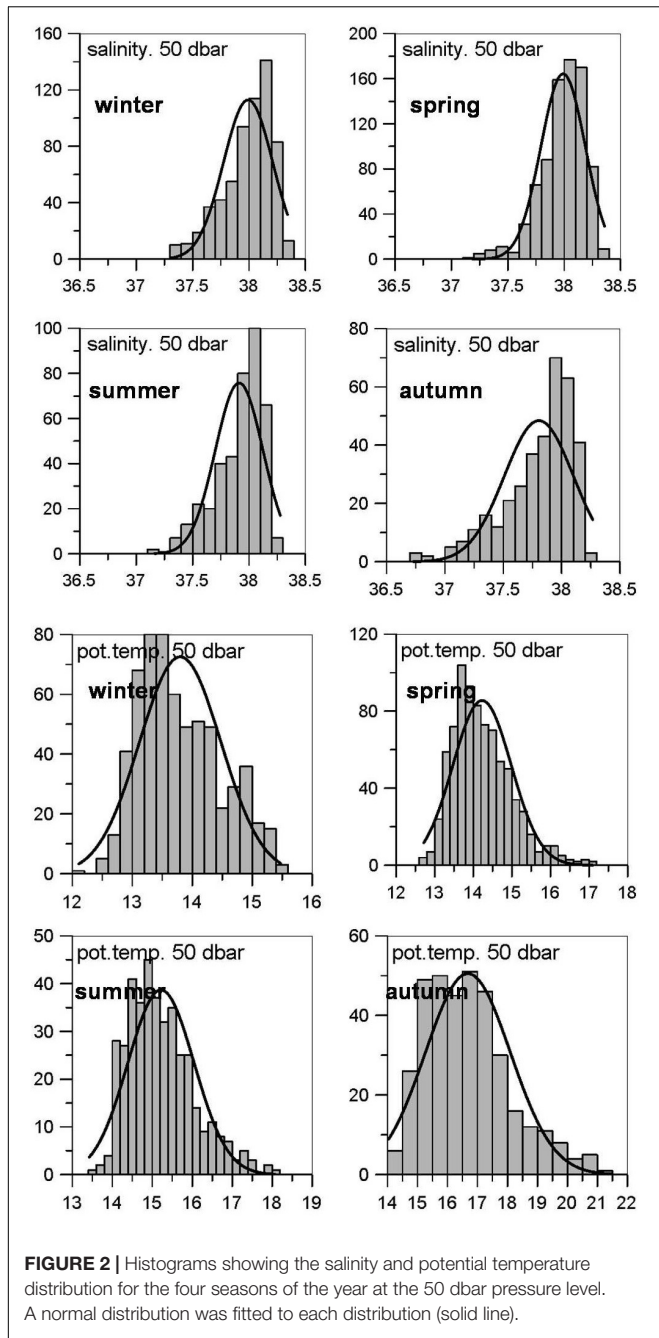 160
120
80
40
0
salinity. 50 dbar
winter
36.5 37 37.5 38 38.5
200
160
120
80
40
0
salinity. 50 dbar
spring
36.5 37 37.5 38 38.5
100
80
60
40
20
0
salinity. 50 dbar
summer
36.5 37 37.5 38 38.5
80
60
40
20
0
salinity. 50 dbar
autumn
36.5 37 37.5 38 38.5
80
60
40
20
0
pot.temp. 50 dbar
winter
12 13 14 15 16
120
80
40
0
pot.temp. 50 dbar
spring
12 13 14 15 16 17 18
50
40
30
20
10
0
pot.temp. 50 dbar
summer
13 14 15 16 17 18 19
60
40
20
0
pot.temp. 50 dbar
autumn
14 15 16 17 18 19 20 21 22
FIGURE 2 | Histograms showing the salinity and potential temperature
distribution for the four seasons of the year at the 50 dbar pressure level.
A normal distribution was fitted to each distribution (solid line).